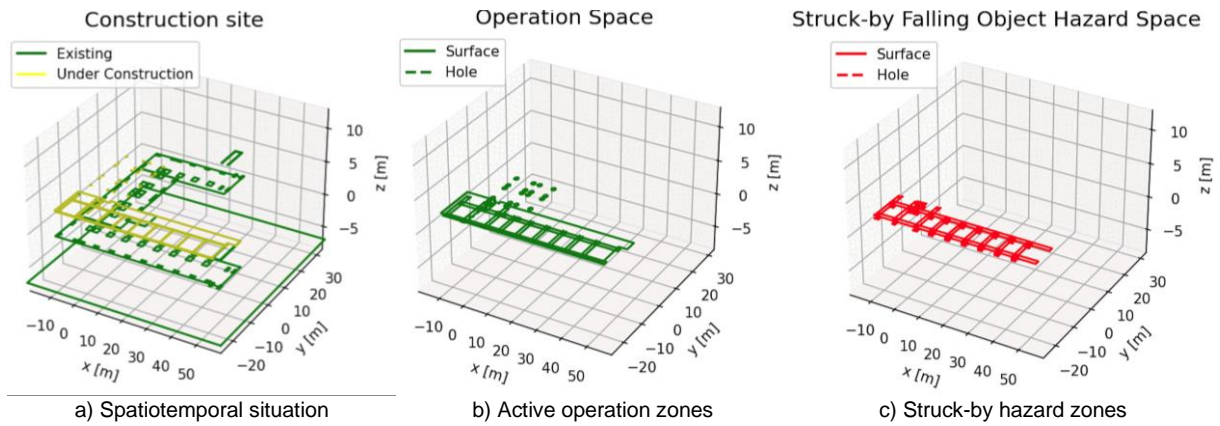 Construction site
Existing
Under Construction
10
5
0
−5
z [m]
−10
0
10
20
30
40
50
x [m]
−20
−10
0
10
20
30
y [m]
a) Spatiotemporal situation
Operation Space
Surface
Hole
10
5
0
−5
z [m]
−10
0
10
20
30
40
50
x [m]
−20
−10
0
10
20
30
y [m]
b) Active operation zones
Struck-by Falling Object Hazard Space
Surface
Hole
10
5
0
−5
z [m]
−10
0
10
20
30
40
50
x [m]
−20
−10
0
10
20
30
y [m]
c) Struck-by hazard zones